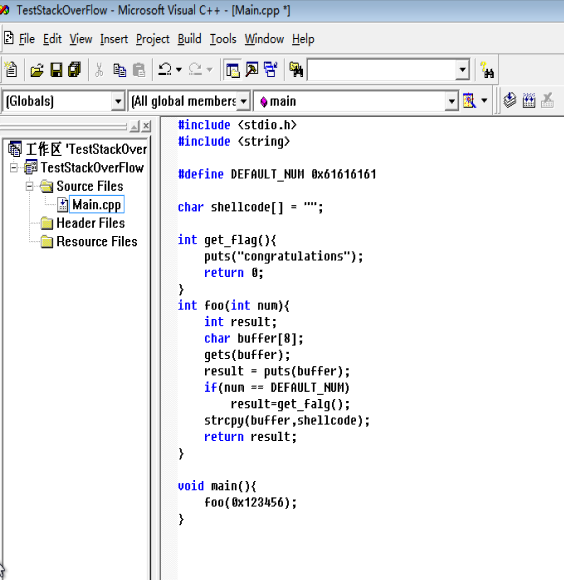 TestStackOverFlow - Microsoft Visual C++ - [Main.cpp *]
File Edit View Insert Project Build Tools Window Help
(Globals) (All global members main
工作区 'TestStackOver
TestStackOverFlow
Source Files
Main.cpp
Header Files
Resource Files
#include <stdio.h>
#include <string>
#define DEFAULT_NUM 0x61616161
char shellcode[] = "";
int get_flag(){
puts("congratulations");
return 0;
}
int foo(int num){
int result;
char buffer[8];
gets(buffer);
result = puts(buffer);
if(num == DEFAULT_NUM)
result=get_falg();
strcpy(buffer,shellcode);
return result;
}
void main(){
foo(0x123456);
}